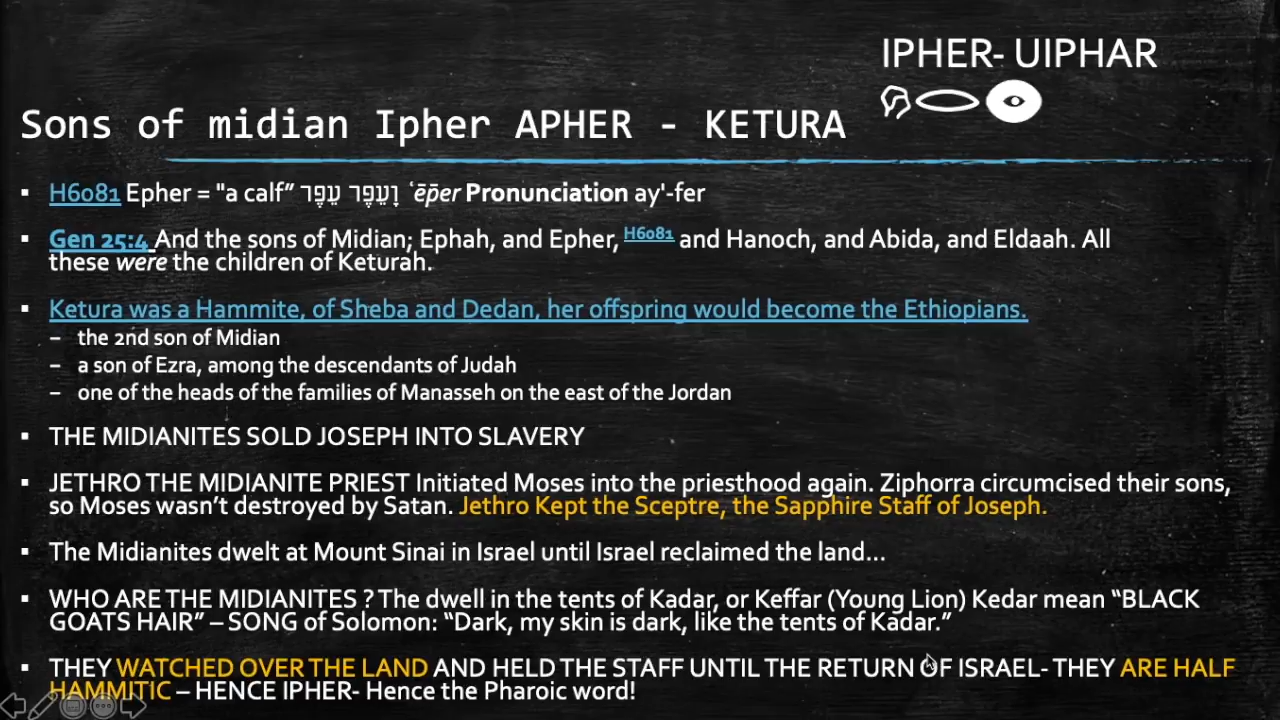 IPHER- UIPHAR
Sons of midian Ipher APHER - KETURA
H6081 Epher = "a calf” וָעֵפֶר עֵפֶר ʿēp̄er Pronunciation ay'-fer
Gen 25:4 And the sons of Midian; Ephah, and Epher, H6081 and Hanoch, and Abida, and Eldaah. All
these were the children of Keturah.
Ketura was a Hammite, of Sheba and Dedan, her offspring would become the Ethiopians.
– the 2nd son of Midian
– a son of Ezra, among the descendants of Judah
– one of the heads of the families of Manasseh on the east of the Jordan
THE MIDIANITES SOLD JOSEPH INTO SLAVERY
JETHRO THE MIDIANITE PRIEST Initiated Moses into the priesthood again. Ziphorra circumcised their sons,
so Moses wasn’t destroyed by Satan. Jethro Kept the Sceptre, the Sapphire Staff of Joseph.
The Midianites dwelt at Mount Sinai in Israel until Israel reclaimed the land…
WHO ARE THE MIDIANITES ? The dwell in the tents of Kadar, or Keffar (Young Lion) Kedar mean “BLACK
GOATS HAIR” – SONG of Solomon: “Dark, my skin is dark, like the tents of Kadar.”
THEY WATCHED OVER THE LAND AND HELD THE STAFF UNTIL THE RETURN OF ISRAEL- THEY ARE HALF
HAMMITIC – HENCE IPHER- Hence the Pharoic word!